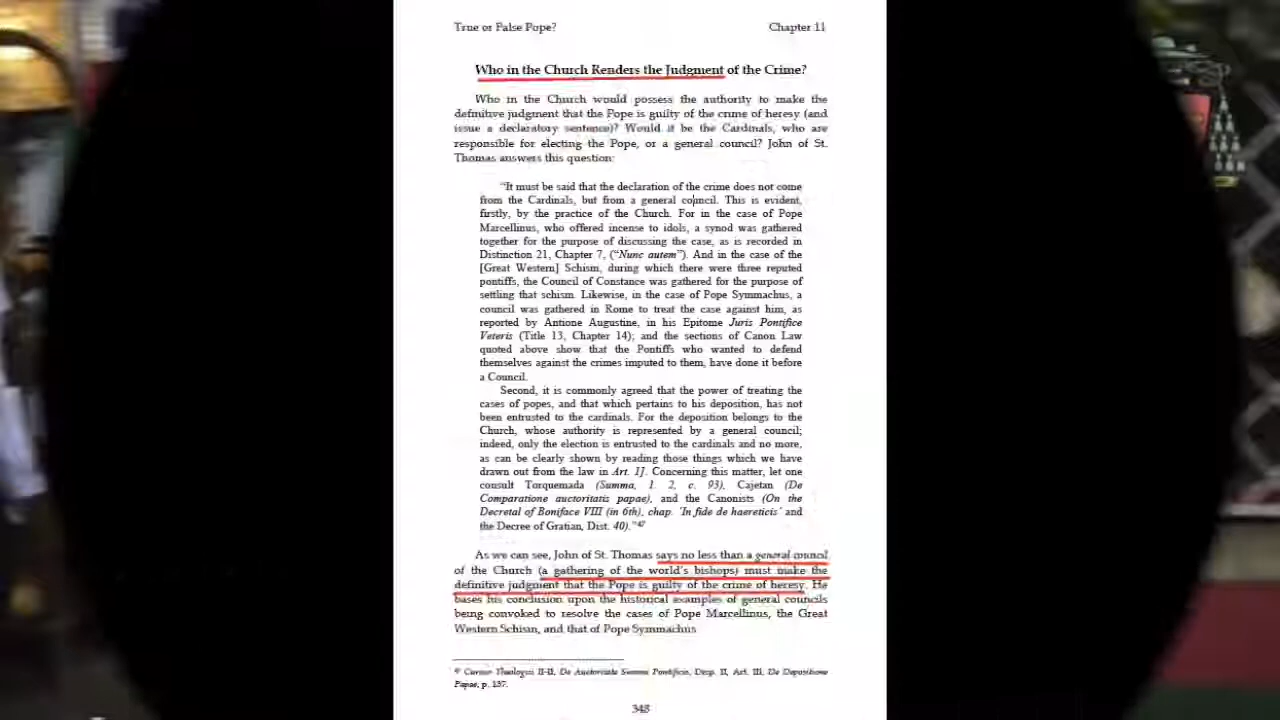 True or False Pope?
Chapter 11
Who in the Church Renders the Judgment of the Crime?
Who in the Church would possess the authority to make the
definitive judgment that the Pope is guilty of the crime of heresy (and
issue a declaratory sentence)? Would it be the Cardinals, who are
responsible for electing the Pope, or a general council? John of St.
Thomas answers this question:
"It must be said that the declaration of the crime does not come
from the Cardinals, but from a general council. This is evident,
firstly, by the practice of the Church. For in the case of Pope
Marcellinus, who offered incense to idols, a synod was gathered
together for the purpose of discussing the case, as is recorded in
Distinction 21, Chapter 7, ("Nunc autem"). And in the case of the
[Great Western] Schism, during which there were three reputed
pontiffs, the Council of Constance was gathered for the purpose of
settling that schism. Likewise, in the case of Pope Symmachus, a
council was gathered in Rome to treat the case against him, as
reported by Antione Augustine, in his Epitome Juris Pontifice
Veteris (Title 13, Chapter 14); and the sections of Canon Law
quoted above show that the Pontiffs who wanted to defend
themselves against the crimes imputed to them, have done it before
a Council.
Second, it is commonly agreed that the power of treating the
cases of popes, and that which pertains to his deposition, has not
been entrusted to the cardinals. For the deposition belongs to the
Church, whose authority is represented by a general council;
indeed, only the election is entrusted to the cardinals and no more,
as can be clearly shown by reading those things which we have
drawn out from the law in Art. 1]. Concerning this matter, let one
consult Torquemada (Summa, 1. 2, c. 93), Cajetan (De
Comparatione auctoritatis papae), and the Canonists (On the
Decretal of Boniface VIII (in 6th), chap. 'In fide de haereticis' and
the Decree of Gratian, Dist. 40)."47
As we can see, John of St. Thomas says no less than a general council
of the Church (a gathering of the world's bishops) must make the
definitive judgment that the Pope is guilty of the crime of heresy. He
bases his conclusion upon the historical examples of general councils
being convoked to resolve the cases of Pope Marcellinus, the Great
Western Schism, and that of Pope Symmachus
47 Cursus Theologici II-II, De Auctoritate Summi Pontificis, Disp. II, Art. III, De Depositione
Papae, p. 137.
348